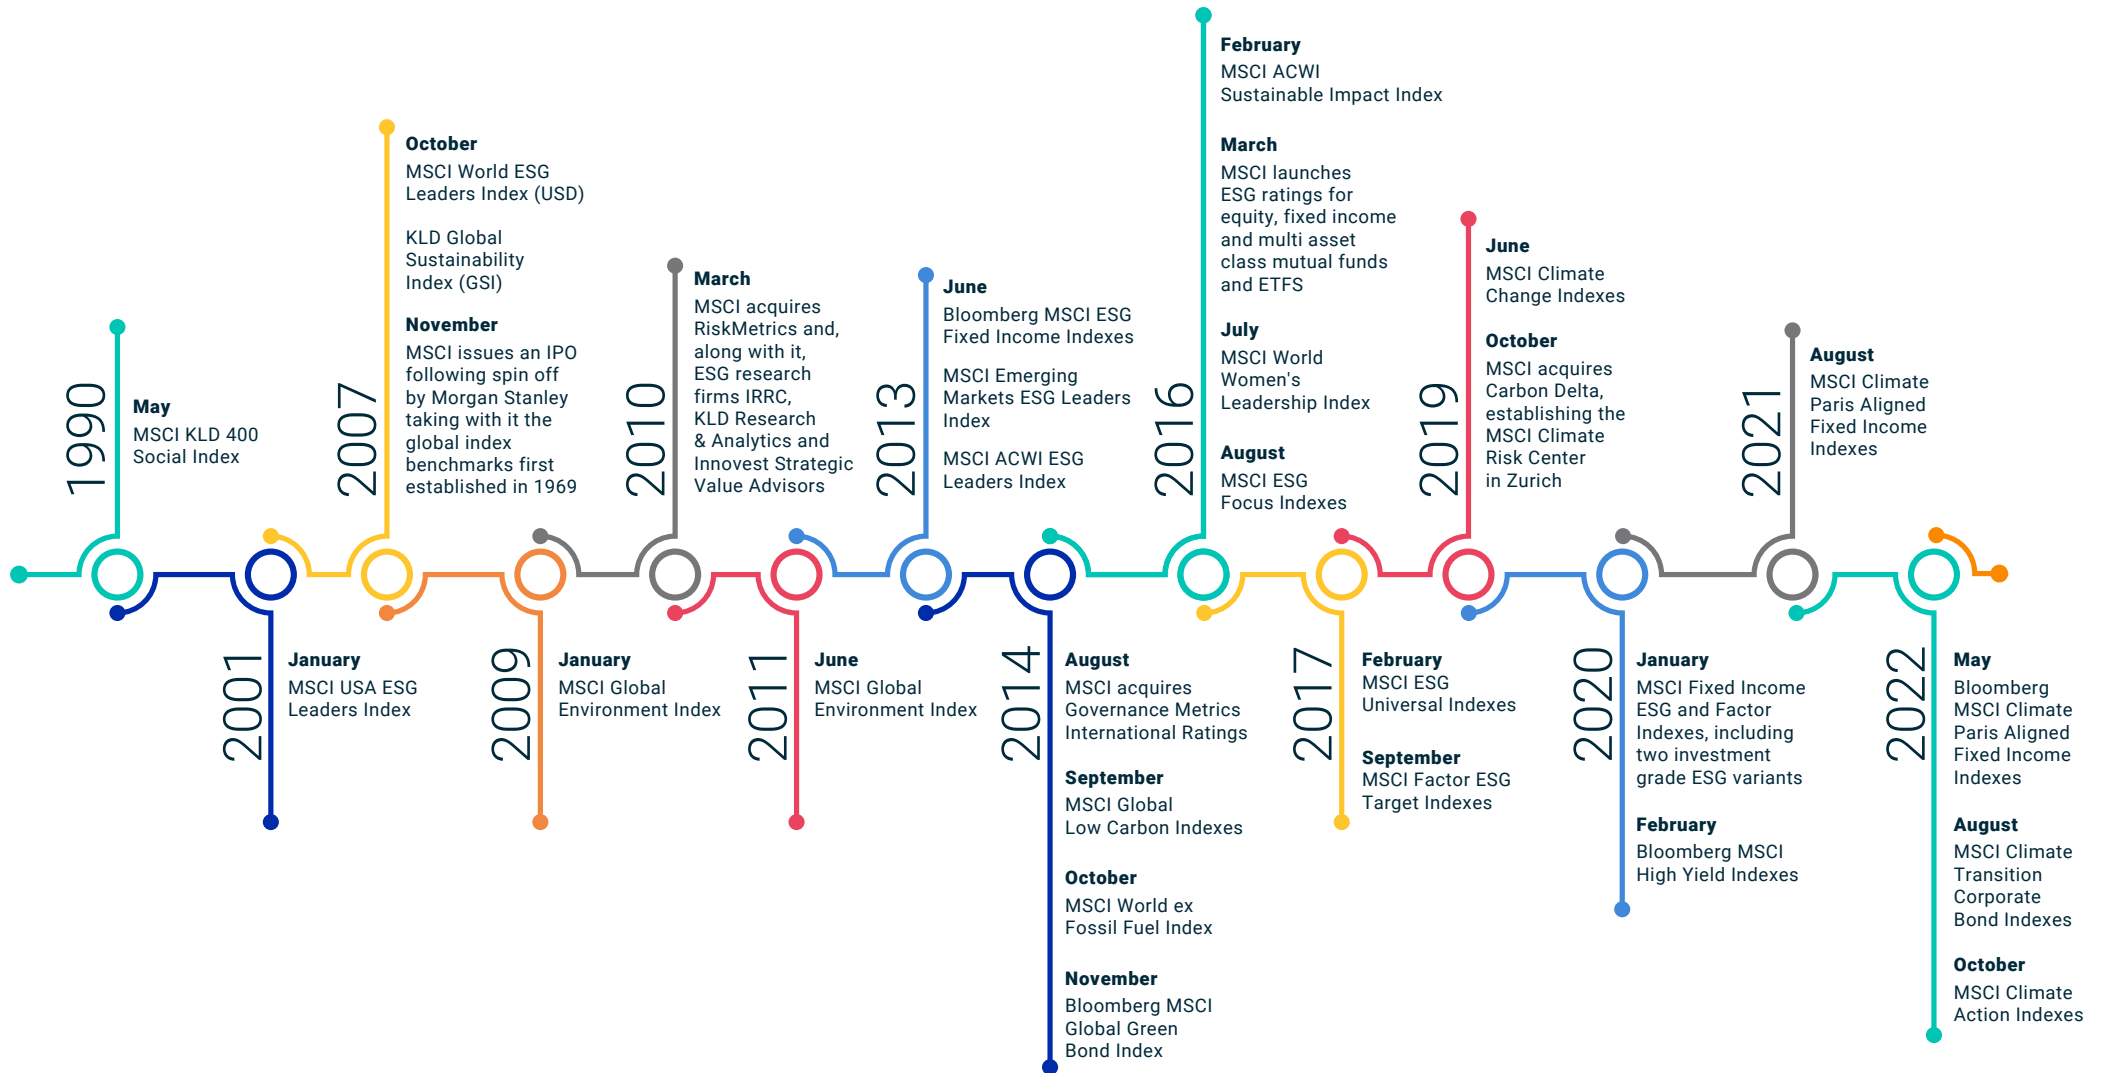 1990
May
MSCI KLD 400
Social Index
2001
January
MSCI USA ESG
Leaders Index
2007
October
MSCI World ESG
Leaders Index (USD)
KLD Global
Sustainability
Index (GSI)
November
MSCI issues an IPO
following spin off
by Morgan Stanley
taking with it the
global index
benchmarks first
established in 1969
2009
January
MSCI Global
Environment Index
2010
March
MSCI acquires
RiskMetrics and,
along with it,
ESG research
firms IRRC,
KLD Research
& Analytics and
Innovest Strategic
Value Advisors
2011
June
MSCI Global
Environment Index
2013
June
Bloomberg MSCI ESG
Fixed Income Indexes
MSCI Emerging
Markets ESG Leaders
Index
MSCI ACWI ESG
Leaders Index
2014
August
MSCI acquires
Governance Metrics
International Ratings
September
MSCI Global
Low Carbon Indexes
October
MSCI World ex
Fossil Fuel Index
November
Bloomberg MSCI
Global Green
Bond Index
2016
February
MSCI ACWI
Sustainable Impact Index
March
MSCI launches
ESG ratings for
equity, fixed income
and multi asset
class mutual funds
and ETFS
July
MSCI World
Women's
Leadership Index
August
MSCI ESG
Focus Indexes
2017
February
MSCI ESG
Universal Indexes
September
MSCI Factor ESG
Target Indexes
2019
June
MSCI Climate
Change Indexes
October
MSCI acquires
Carbon Delta,
establishing the
MSCI Climate
Risk Center
in Zurich
2020
January
MSCI Fixed Income
ESG and Factor
Indexes, including
two investment
grade ESG variants
February
Bloomberg MSCI
High Yield Indexes
2021
August
MSCI Climate
Paris Aligned
Fixed Income
Indexes
2022
May
Bloomberg
MSCI Climate
Paris Aligned
Fixed Income
Indexes
August
MSCI Climate
Transition
Corporate
Bond Indexes
October
MSCI Climate
Action Indexes